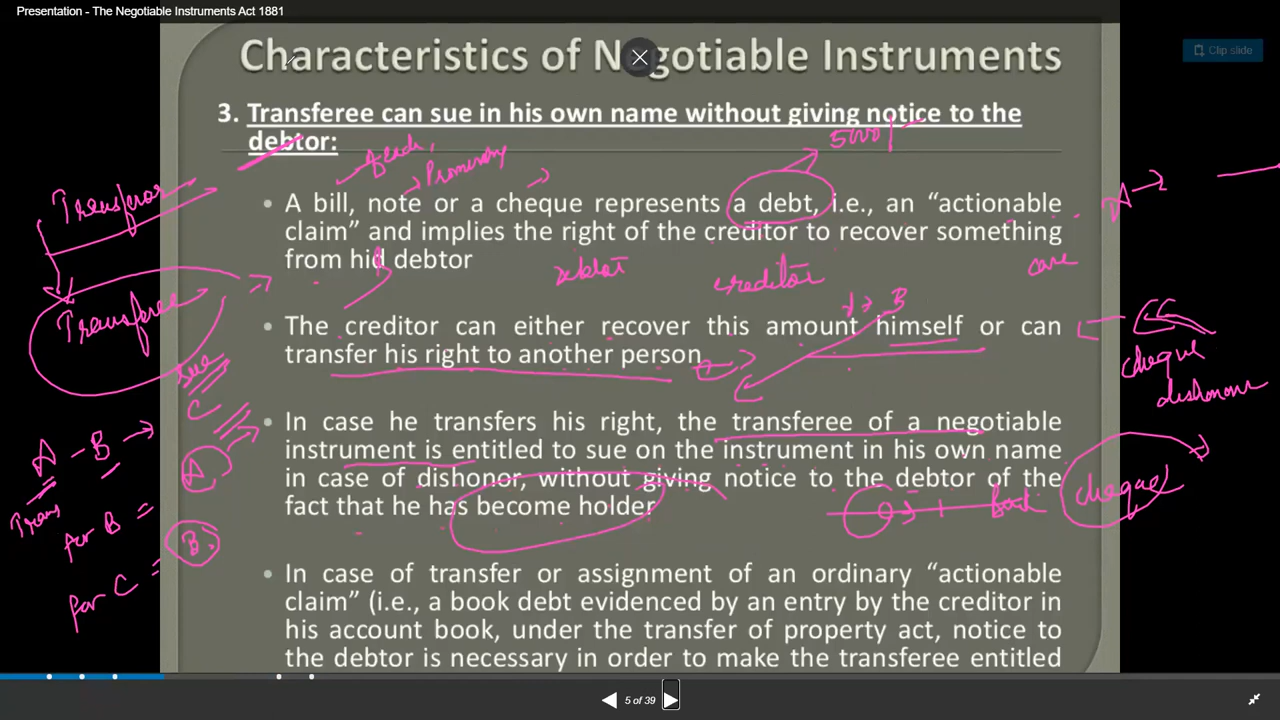 Presentation - The Negotiable Instruments Act 1881
Clip slide
Characteristics of Negotiable Instruments
3. Transferee can sue in his own name without giving notice to the
debtor:
5000/-
Promissory
Transferor
• A bill, note or a cheque represents a debt, i.e., an “actionable
claim” and implies the right of the creditor to recover something
from hid debtor
A
debtor
creditor
Transferee
B
• The creditor can either recover this amount himself or can
transfer his right to another person
cheque
dishonour
sue
C
• In case he transfers his right, the transferee of a negotiable
instrument is entitled to sue on the instrument in his own name
in case of dishonor, without giving notice to the debtor of the
fact that he has become holder
A - B
A
cheque
Trans
for B =
B
for C =
• In case of transfer or assignment of an ordinary “actionable
claim” (i.e., a book debt evidenced by an entry by the creditor in
his account book, under the transfer of property act, notice to
the debtor is necessary in order to make the transferee entitled
5 of 39